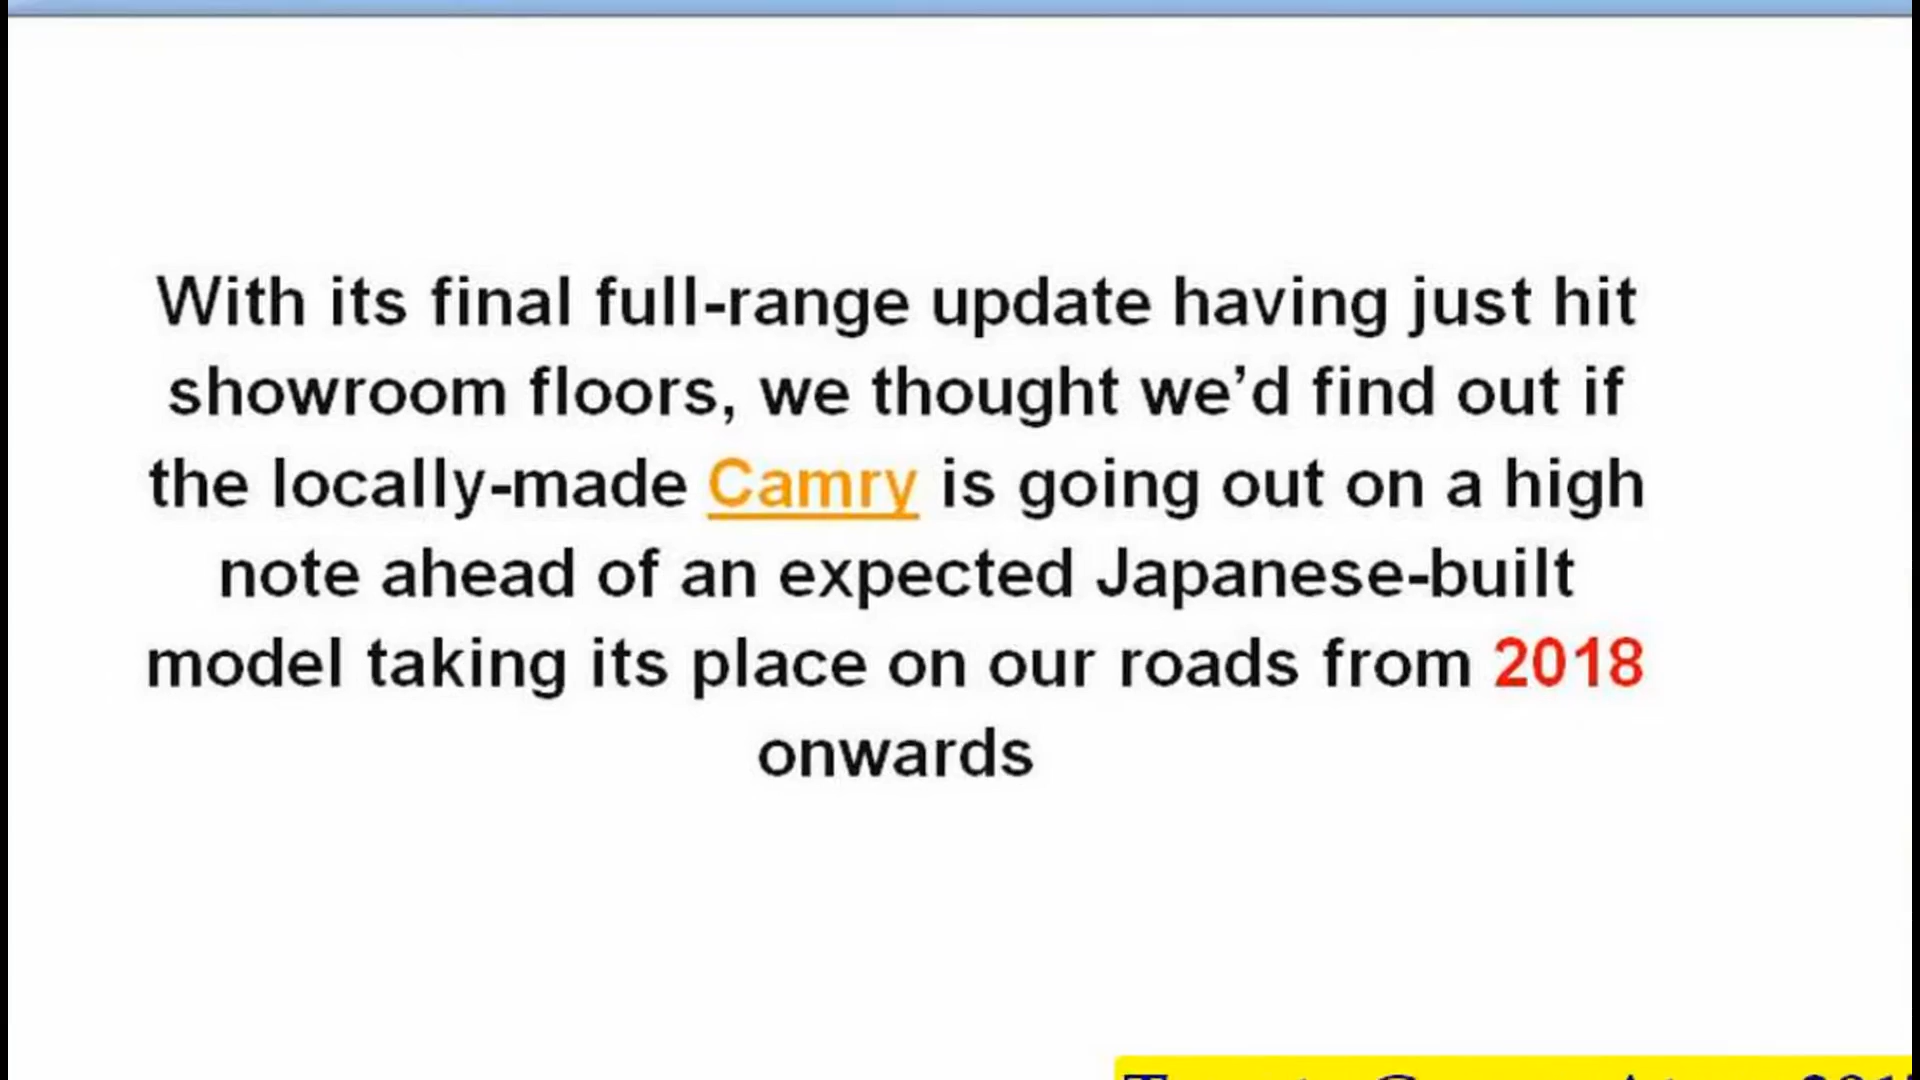 With its final full-range update having just hit
showroom floors, we thought we’d find out if
the locally-made Camry is going out on a high
note ahead of an expected Japanese-built
model taking its place on our roads from 2018
onwards